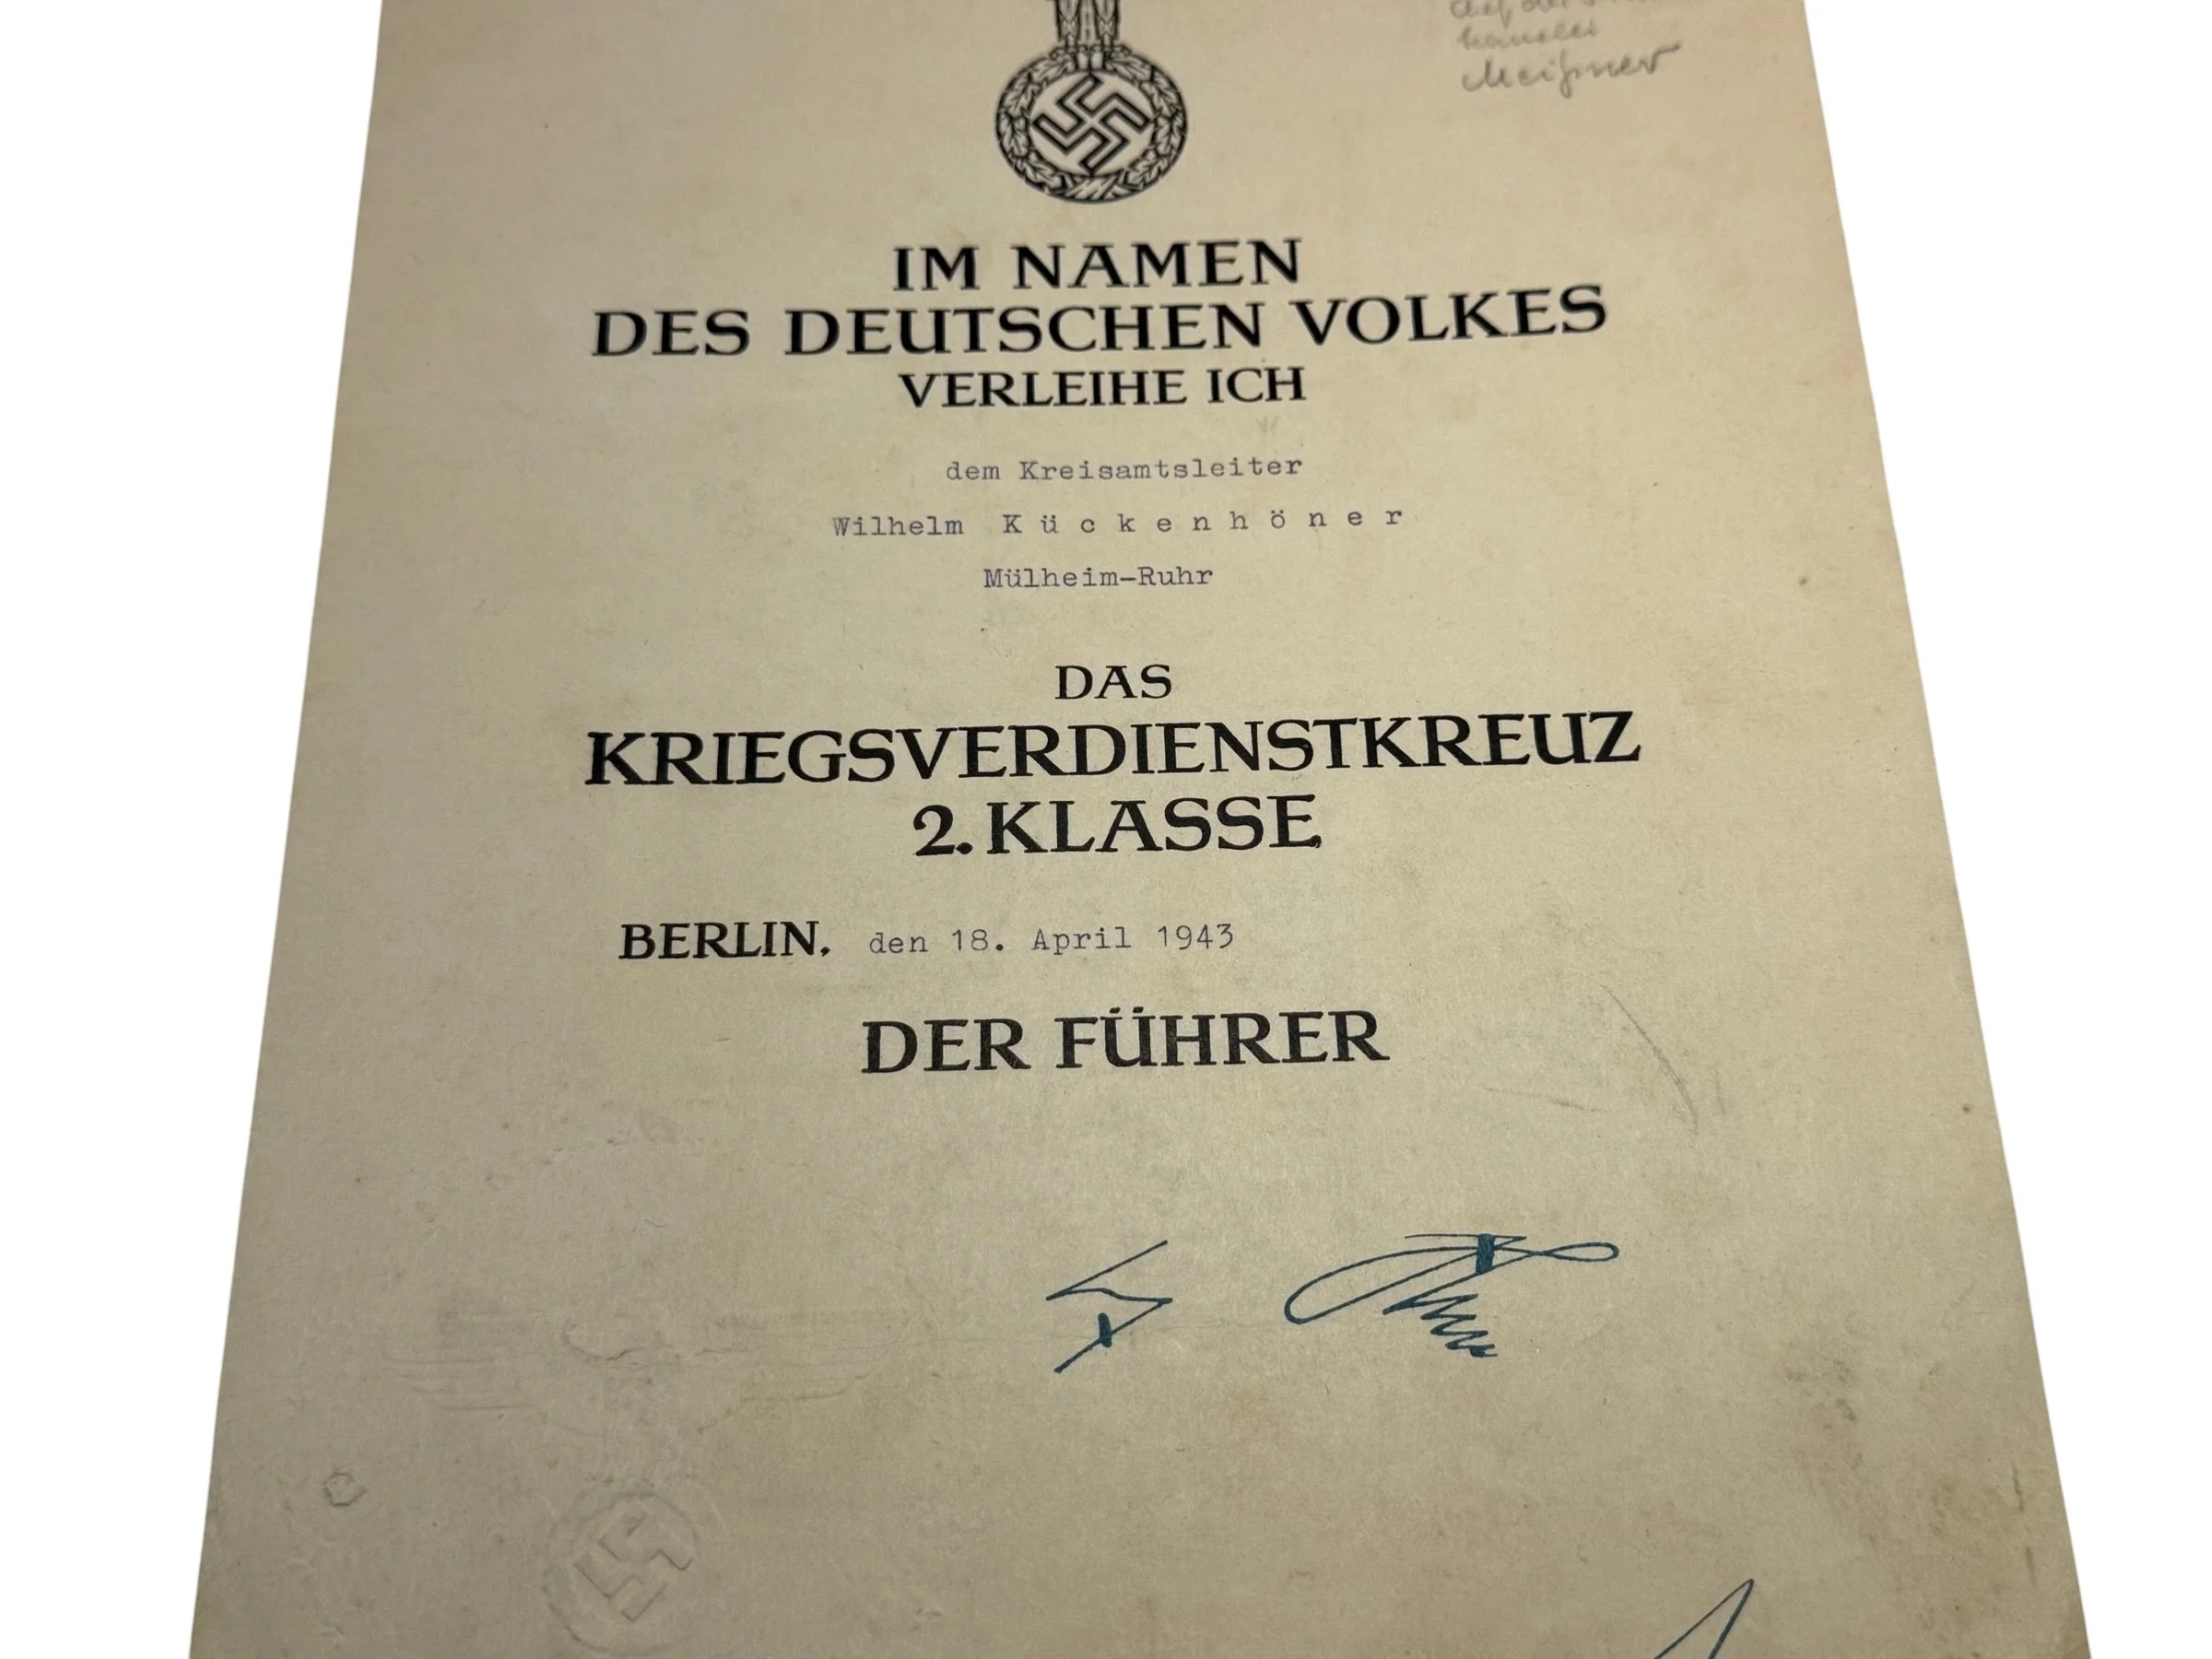 kanzlei
Meißner
IM NAMEN
DES DEUTSCHEN VOLKES
VERLEIHE ICH
dem Kreisamtsleiter
Wilhelm Kückenhöner
Mülheim-Ruhr
DAS
KRIEGSVERDIENSTKREUZ
2. KLASSE
BERLIN, den 18. April 1943
DER FÜHRER